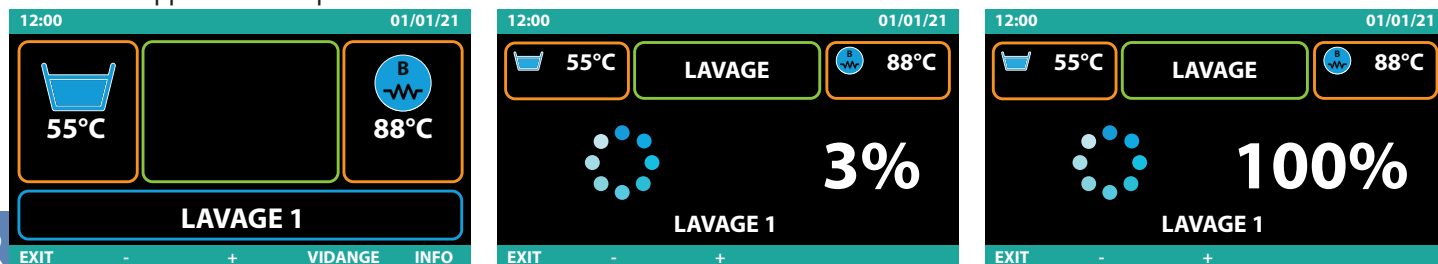 12:00 01/01/21
B
55°C 88°C
LAVAGE 1
EXIT - + VIDANGE INFO
12:00 01/01/21
55°C LAVAGE B 88°C
3%
LAVAGE 1
EXIT - +
12:00 01/01/21
55°C LAVAGE B 88°C
100%
LAVAGE 1
EXIT - +